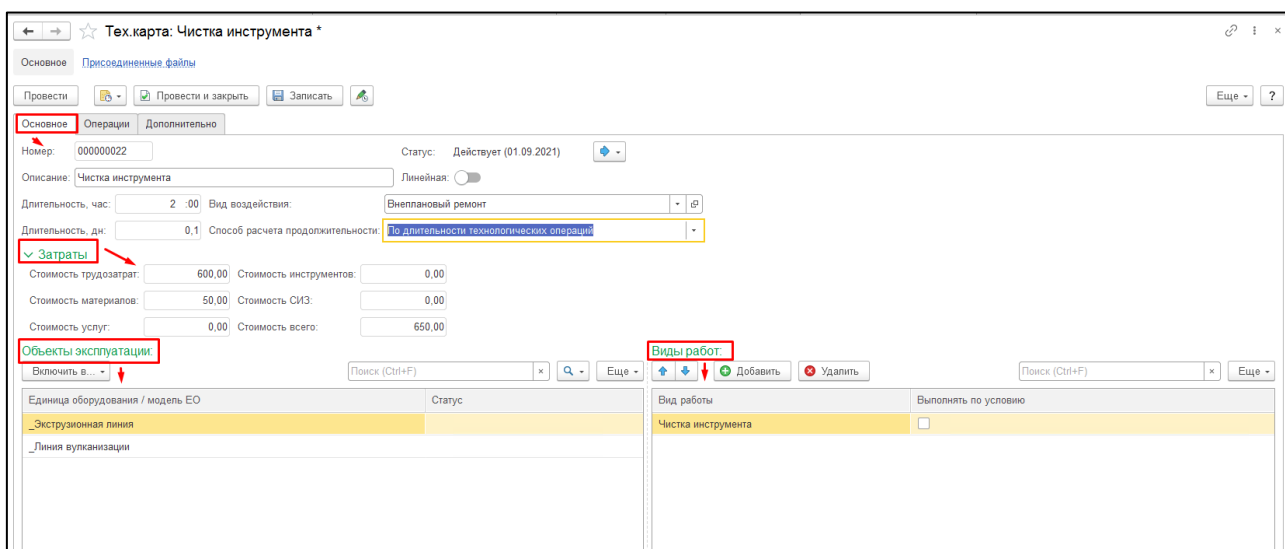 Тех.карта: Чистка инструмента *
Основное Присоединенные файлы
Провести Провести и закрыть Записать Еще ?
Основное Операции Дополнительно
Номер: 000000022 Статус: Действует (01.09.2021)
Описание: Чистка инструмента Линейная:
Длительность, час: 2 :00 Вид воздействия: Внеплановый ремонт
Длительность, дн: 0,1 Способ расчета продолжительности: По длительности технологических операций
Затраты
Стоимость трудозатрат: 600,00 Стоимость инструментов: 0,00
Стоимость материалов: 50,00 Стоимость СИЗ: 0,00
Стоимость услуг: 0,00 Стоимость всего: 650,00
Объекты эксплуатации: Виды работ:
Включить в... Поиск (Ctrl+F) × Еще Добавить Удалить Поиск (Ctrl+F) × Еще
Единица оборудования / модель ЕО Статус Вид работы Выполнять по условию
_Экструзионная линия Чистка инструмента
_Линия вулканизации